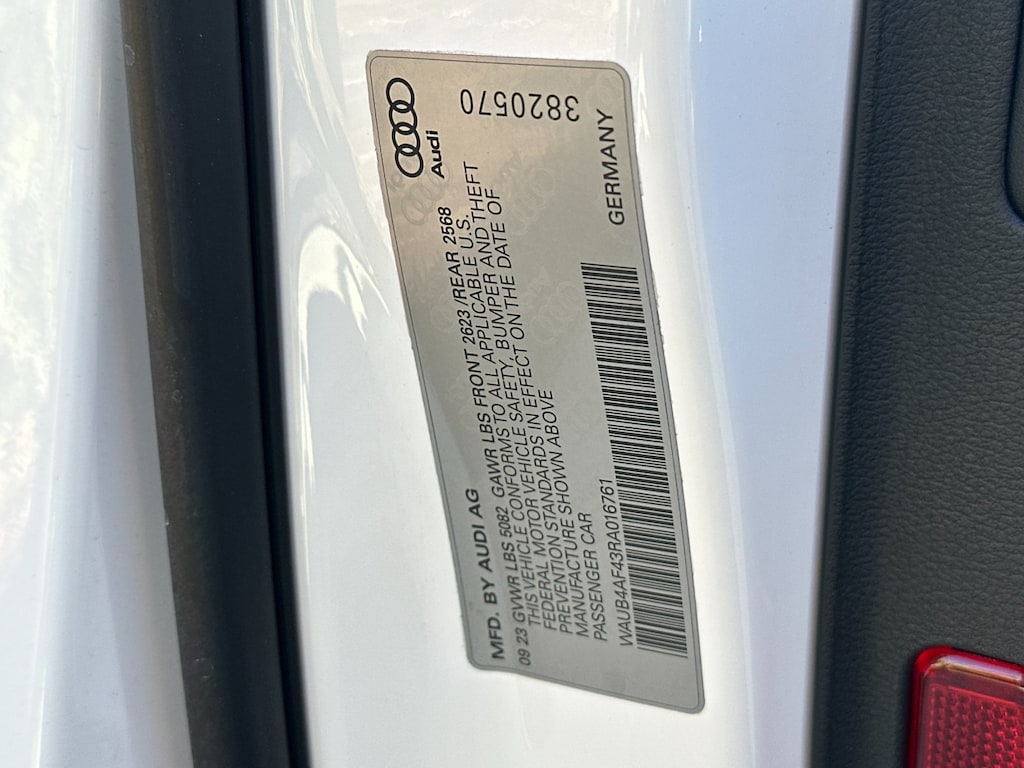 Audi
3820570
MFD. BY AUDI AG
09 23 GVWR LBS 5082 GAWR LBS FRONT 2623 /REAR 2568
THIS VEHICLE CONFORMS TO ALL APPLICABLE U.S.
FEDERAL MOTOR VEHICLE SAFETY, BUMPER AND THEFT
PREVENTION STANDARDS IN EFFECT ON THE DATE OF
MANUFACTURE SHOWN ABOVE
PASSENGER CAR
GERMANY
WAUB4AF43RA016761